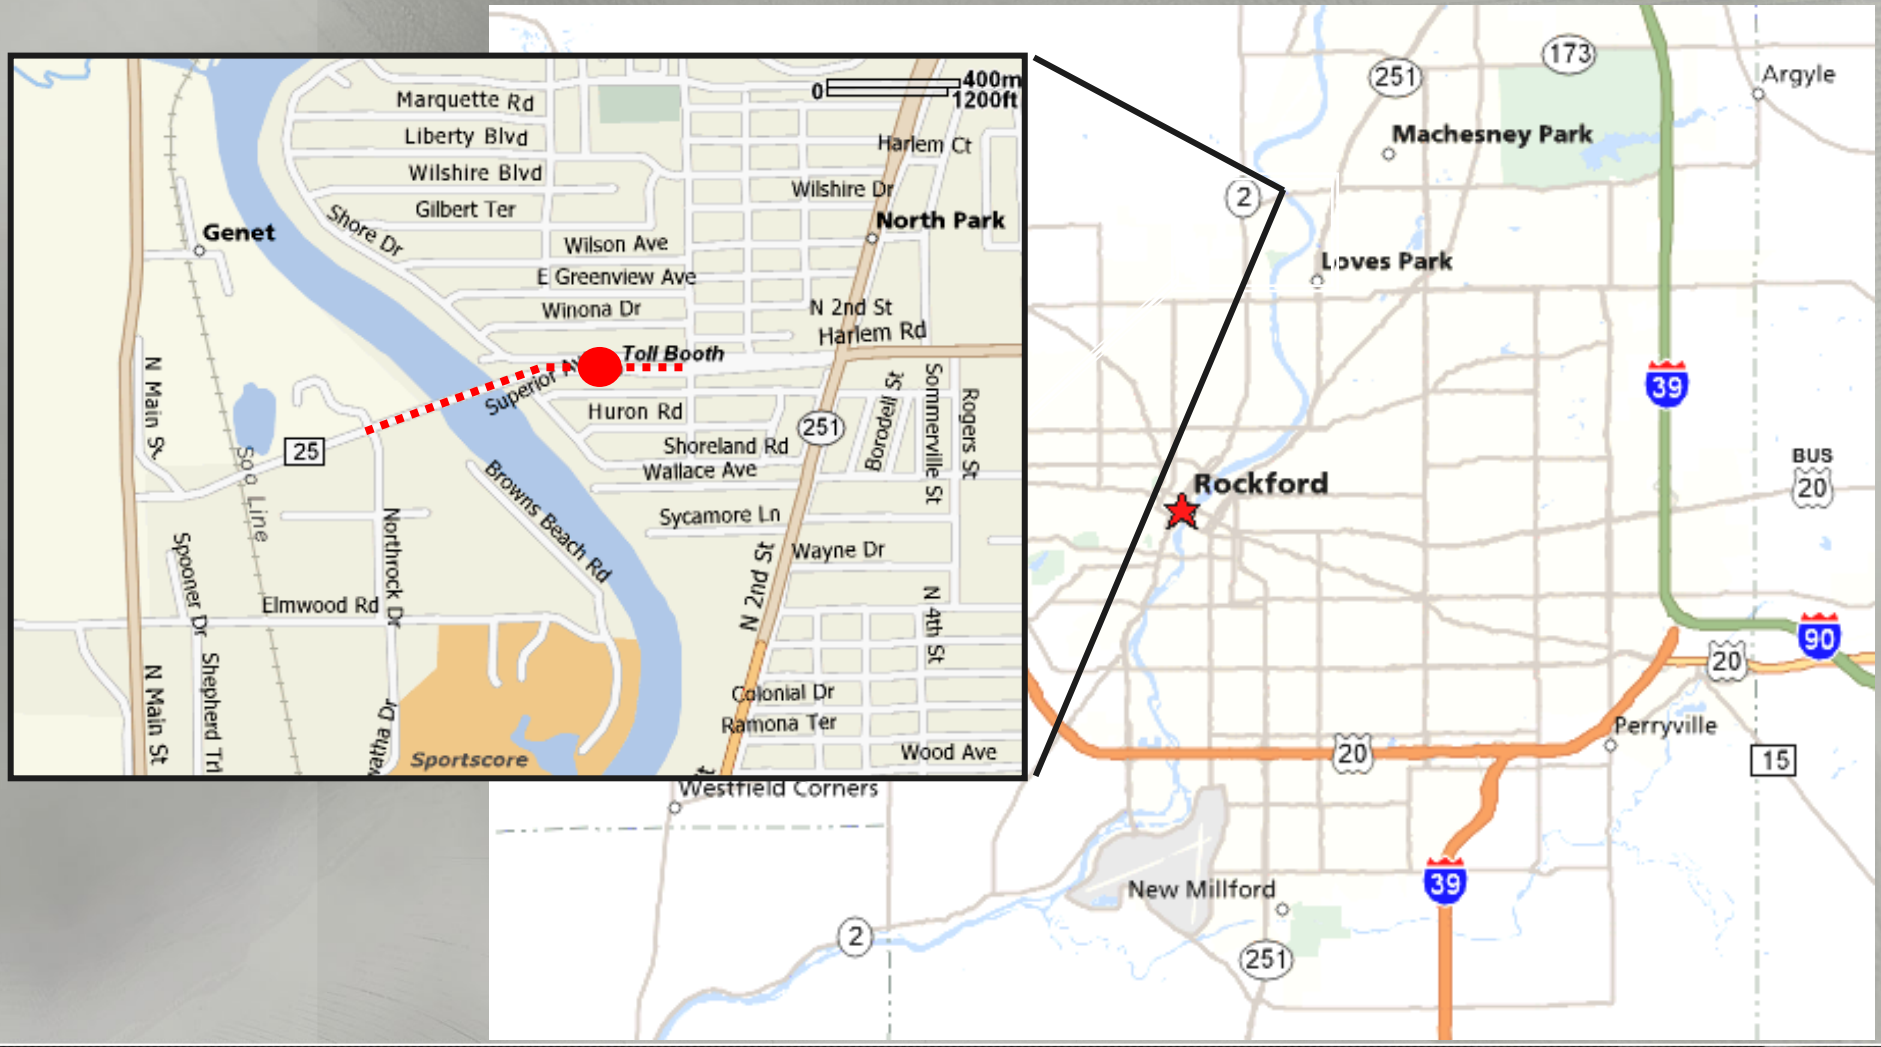 Marquette Rd
Liberty Blvd
Wilshire Blvd
Gilbert Ter
Shore Dr
Genet
Wilson Ave
E Greenview Ave
Winona Dr
0
400m
1200ft
Harlem Ct
Wilshire Dr
North Park
N 2nd St
Harlem Rd
Toll Booth
Superior Av
Huron Rd
Shoreland Rd
Wallace Ave
Sycamore Ln
Wayne Dr
251
Borodell St
Sommerville St
Rogers St
N Main St
25
Soo Line
Browns Beach Rd
Northrock Dr
Spooner Dr
Elmwood Rd
N 2nd St
N 4th St
N Main St
Shepherd Trl
watha Dr
Sportscore
Colonial Dr
Ramona Ter
Wood Ave
173
251
Argyle
Machesney Park
2
Loves Park
39
BUS
20
Rockford
90
20
Perryville
20
15
Westfield Corners
39
New Millford
2
251